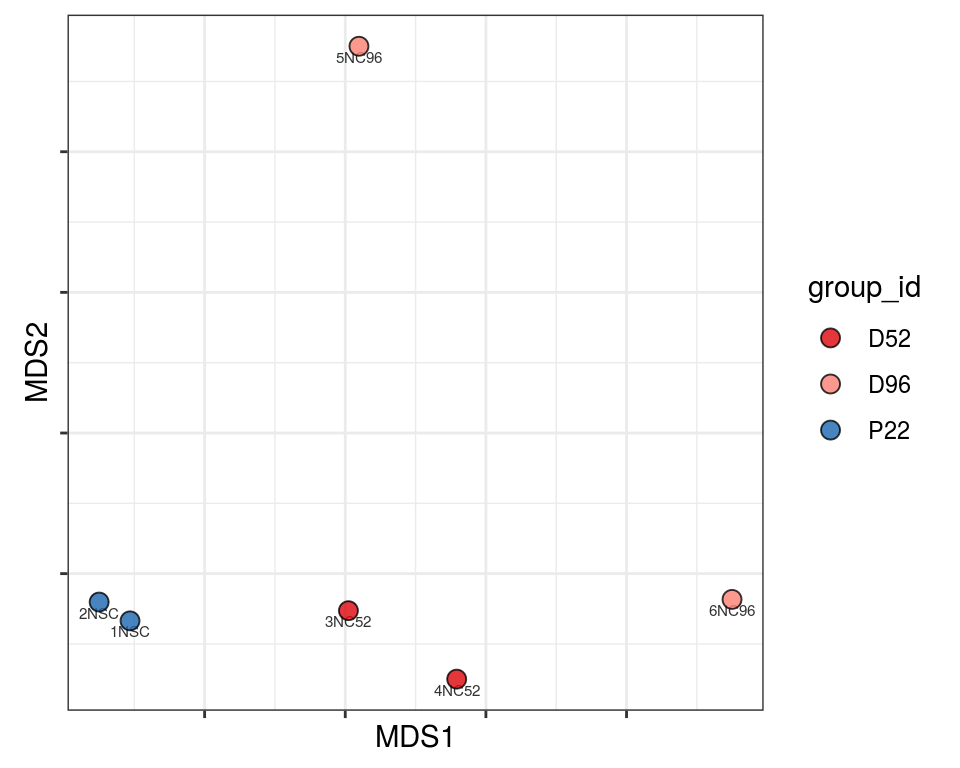 5NC96
MDS2
group_id
D52
D96
P22
2NSC
1NSC
3NC52
6NC96
4NC52
MDS1